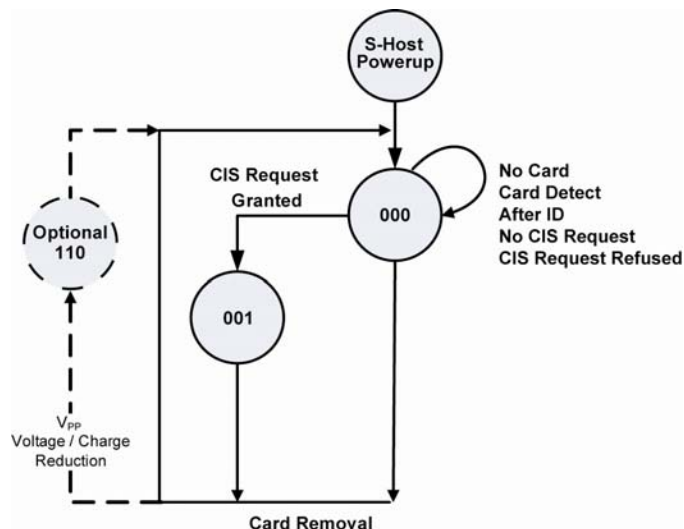 S-Host
Powerup
CIS Request
Granted
000
No Card
Card Detect
After ID
No CIS Request
CIS Request Refused
Optional
110
001
VPP
Voltage / Charge
Reduction
Card Removal